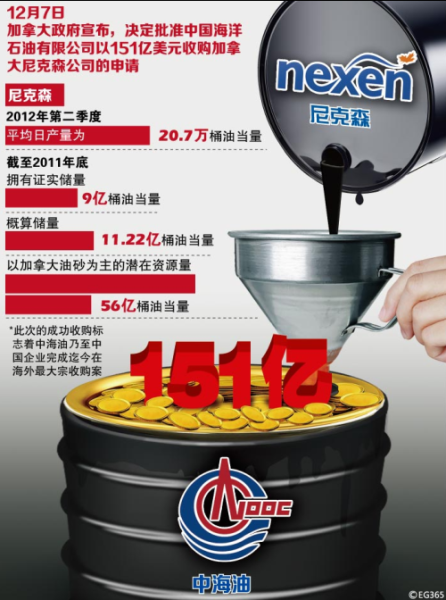 12月7日
加拿大政府宣布，决定批准中国海洋
石油有限公司以151亿美元收购加拿
大尼克森公司的申请
尼克森
2012年第二季度
平均日产量为 20.7万桶油当量
截至2011年底
拥有证实储量
9亿桶油当量
概算储量
11.22亿桶油当量
以加拿大油砂为主的潜在资源量
56亿桶油当量
*此次的成功收购标
志着中海油乃至中
国企业完成迄今在
海外最大宗收购案
nexen
尼克森
151亿
CNOOC
中海油
©EG365